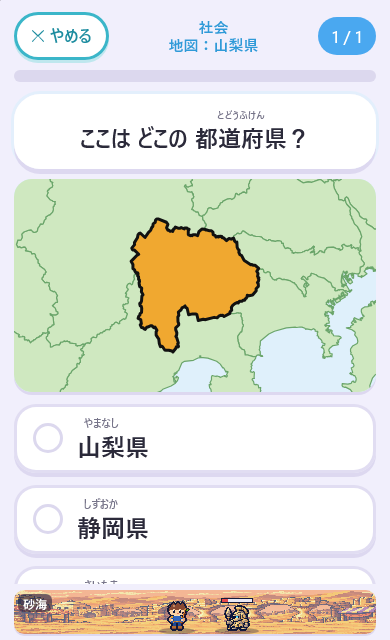 × やめる
社会
地図：山梨県
1 / 1
とどうふけん
ここは どこの 都道府県？
やまなし
山梨県
しずおか
静岡県
砂海